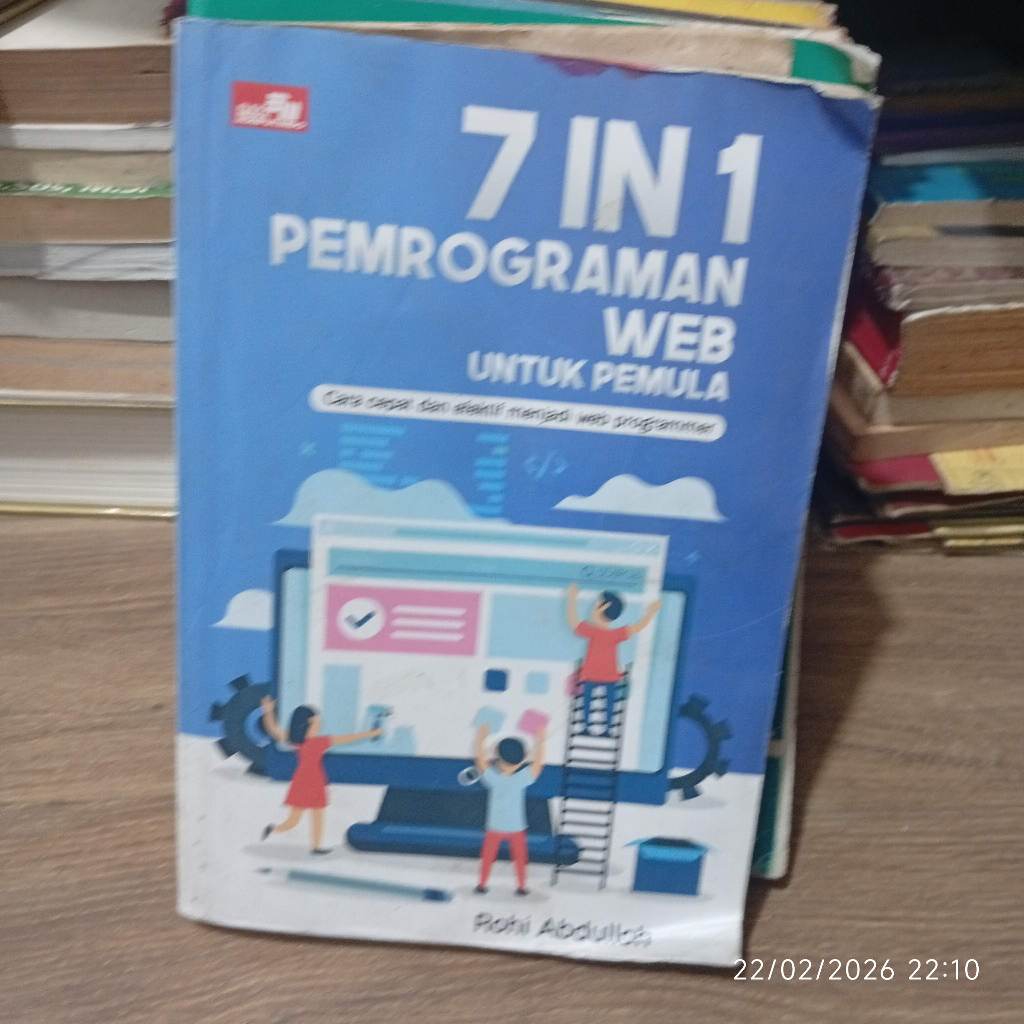 7 IN 1
PEMROGRAMAN
WEB
UNTUK PEMULA
Cara cepat dan efektif menjadi web programmer
</>
Rohi Abdulloh
22/02/2026 22:10